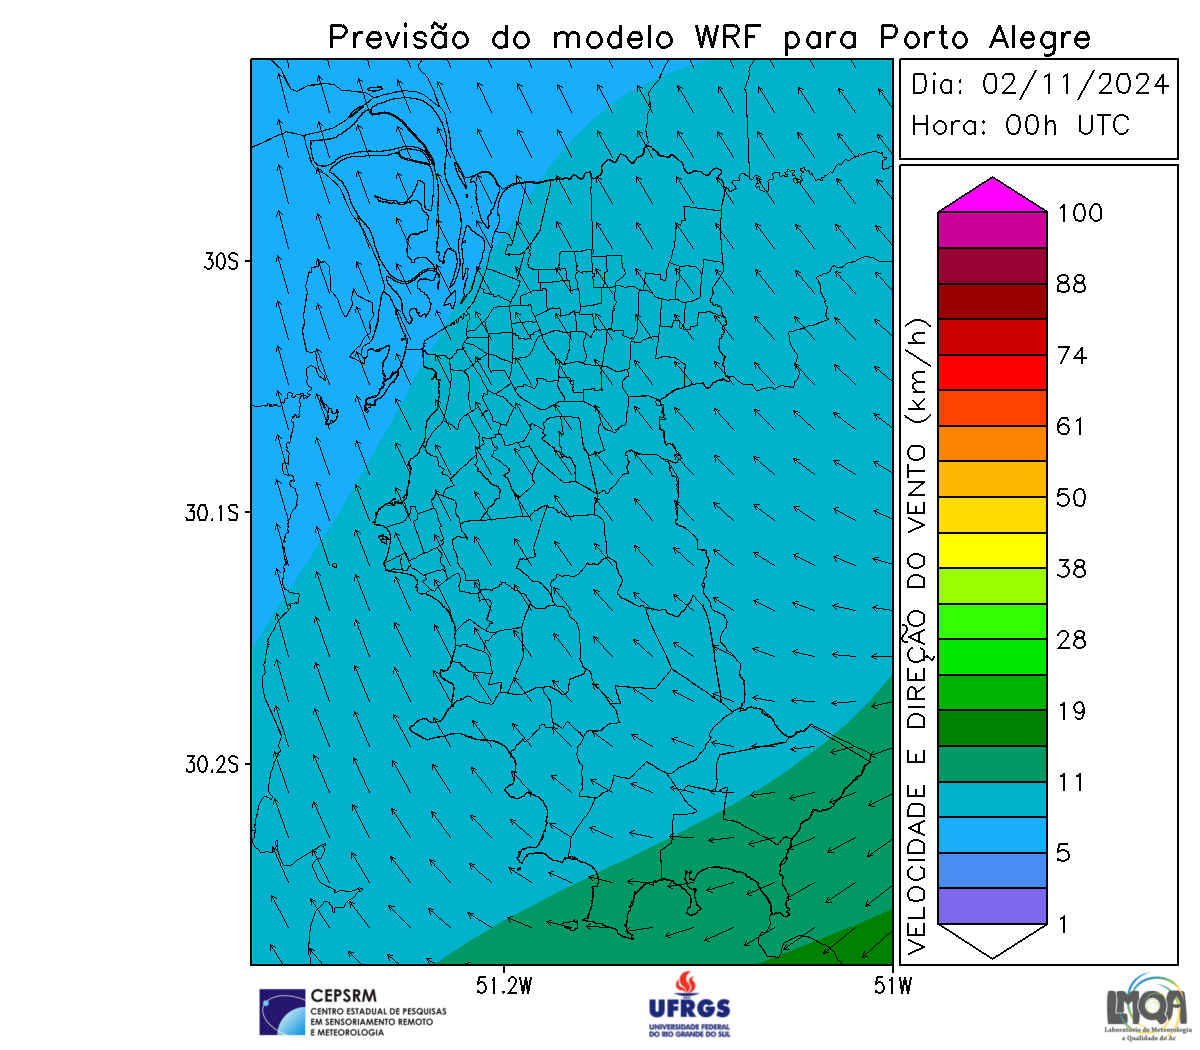 Previsão do modelo WRF para Porto Alegre
Dia: 02/11/2024
Hora: 00h UTC
30S
30.1S
30.2S
51.2W
51W
VELOCIDADE E DIREÇÃO DO VENTO (km/h)
100
88
74
61
50
38
28
19
11
5
1
CEPSRM
CENTRO ESTADUAL DE PESQUISAS
EM SENSORIAMENTO REMOTO
E METEOROLOGIA
UFRGS
UNIVERSIDADE FEDERAL
DO RIO GRANDE DO SUL
LMQA
Laboratório de Meteorologia
e Qualidade do Ar